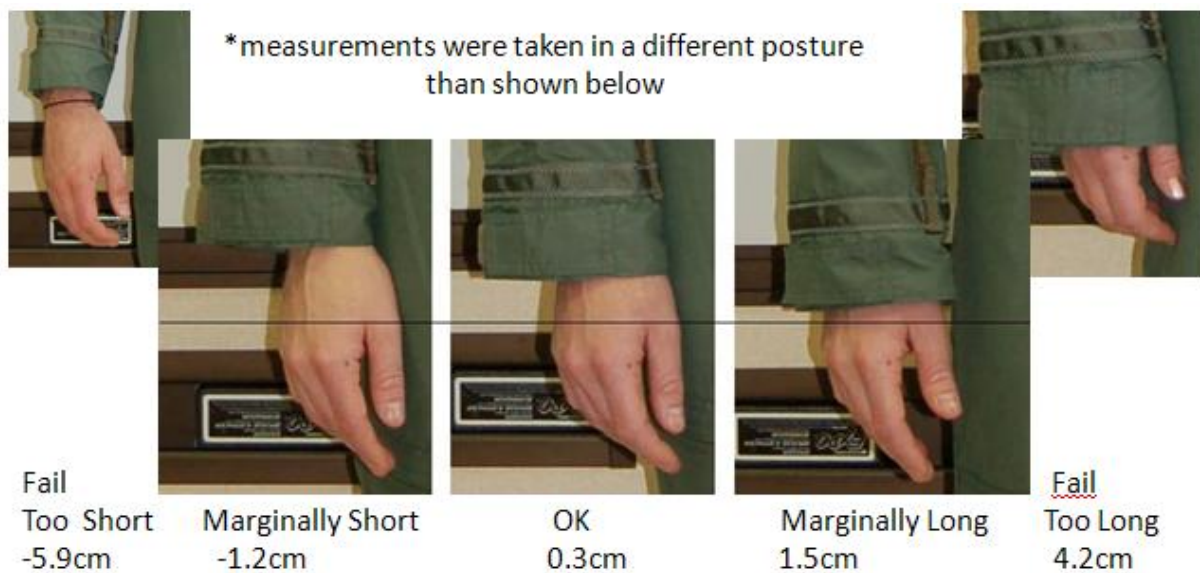 *measurements were taken in a different posture
than shown below
Fail
Too Short
-5.9cm
Marginally Short
-1.2cm
OK
0.3cm
Marginally Long
1.5cm
Fail
Too Long
4.2cm